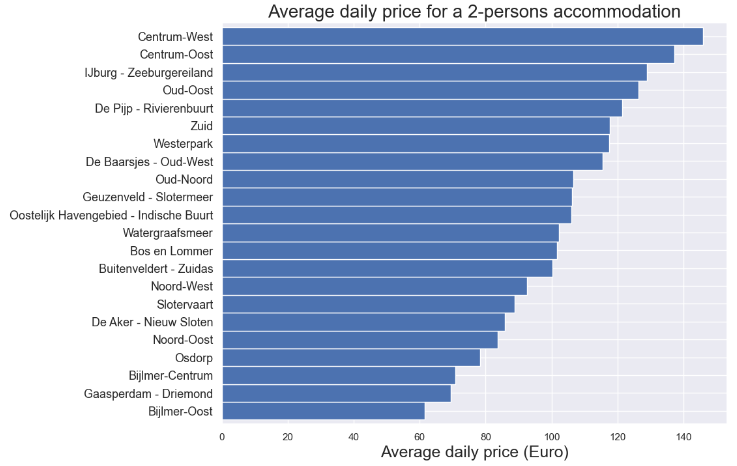 Average daily price for a 2-persons accommodation
Centrum-West
Centrum-Oost
IJburg - Zeeburgereiland
Oud-Oost
De Pijp - Rivierenbuurt
Zuid
Westerpark
De Baarsjes - Oud-West
Oud-Noord
Geuzenveld - Slotermeer
Oostelijk Havengebied - Indische Buurt
Watergraafsmeer
Bos en Lommer
Buitenveldert - Zuidas
Noord-West
Slotervaart
De Aker - Nieuw Sloten
Noord-Oost
Osdorp
Bijlmer-Centrum
Gaasperdam - Driemond
Bijlmer-Oost
0 20 40 60 80 100 120 140
Average daily price (Euro)